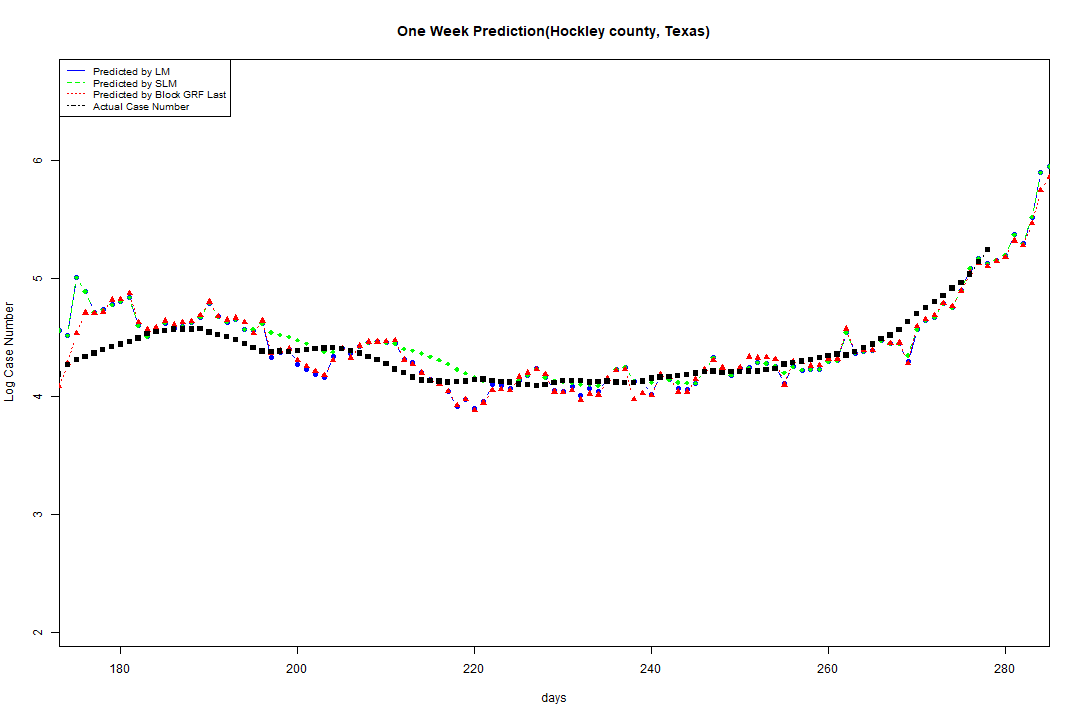 One Week Prediction(Hockley county, Texas)
Predicted by LM
Predicted by SLM
Predicted by Block GRF Last
Actual Case Number
6
5
4
3
2
Log Case Number
180
200
220
240
260
280
days